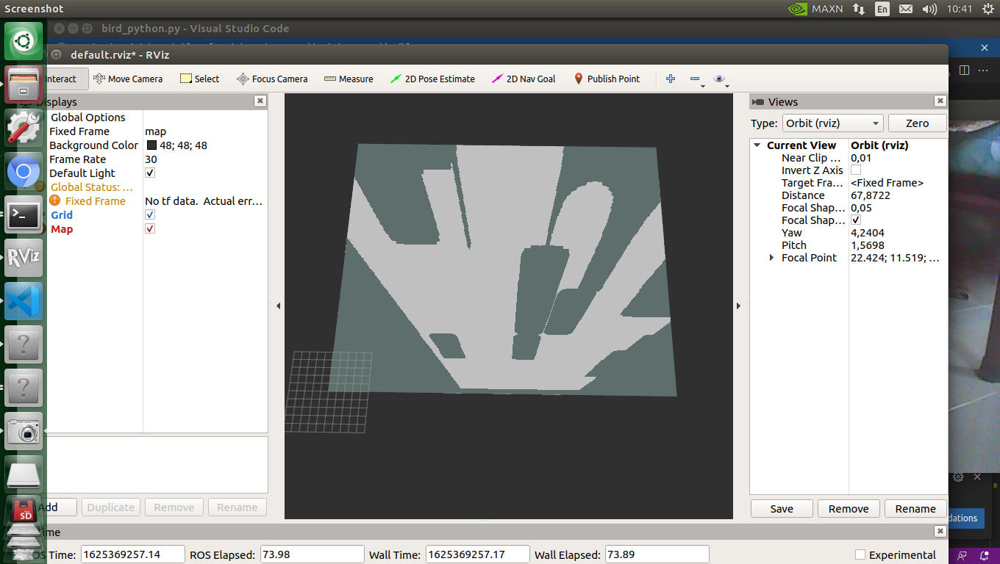 Screenshot
MAXN
En
10:41
bird_python.py - Visual Studio Code
default.rviz* - RViz
Interact
Move Camera
Select
Focus Camera
Measure
2D Pose Estimate
2D Nav Goal
Publish Point
Displays
Global Options
Fixed Frame map
Background Color 48; 48; 48
Frame Rate 30
Default Light
Global Status: ...
Fixed Frame No tf data. Actual err...
Grid
Map
Add
Duplicate
Remove
Rename
Views
Type: Orbit (rviz) Zero
Current View Orbit (rviz)
Near Clip ... 0,01
Invert Z Axis
Target Fra... <Fixed Frame>
Distance 67,8722
Focal Shap... 0,05
Focal Shap...
Yaw 4,2404
Pitch 1,5698
Focal Point 22.424; 11.519; ...
Save
Remove
Rename
ime
OS Time: 1625369257.14 ROS Elapsed: 73.98 Wall Time: 1625369257.17 Wall Elapsed: 73.89 Experimental
RViz
SD
dations